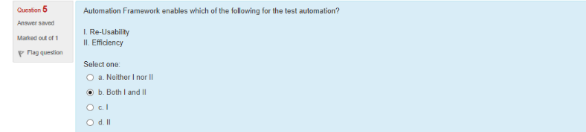 Question 6
Answer saved
Marked out of 1
Flag question
Automation Framework enables which of the following for the test automation?
I. Re-Usability
II. Efficiency
Select one:
a. Neither I nor II
b. Both I and II
c. I
d. II